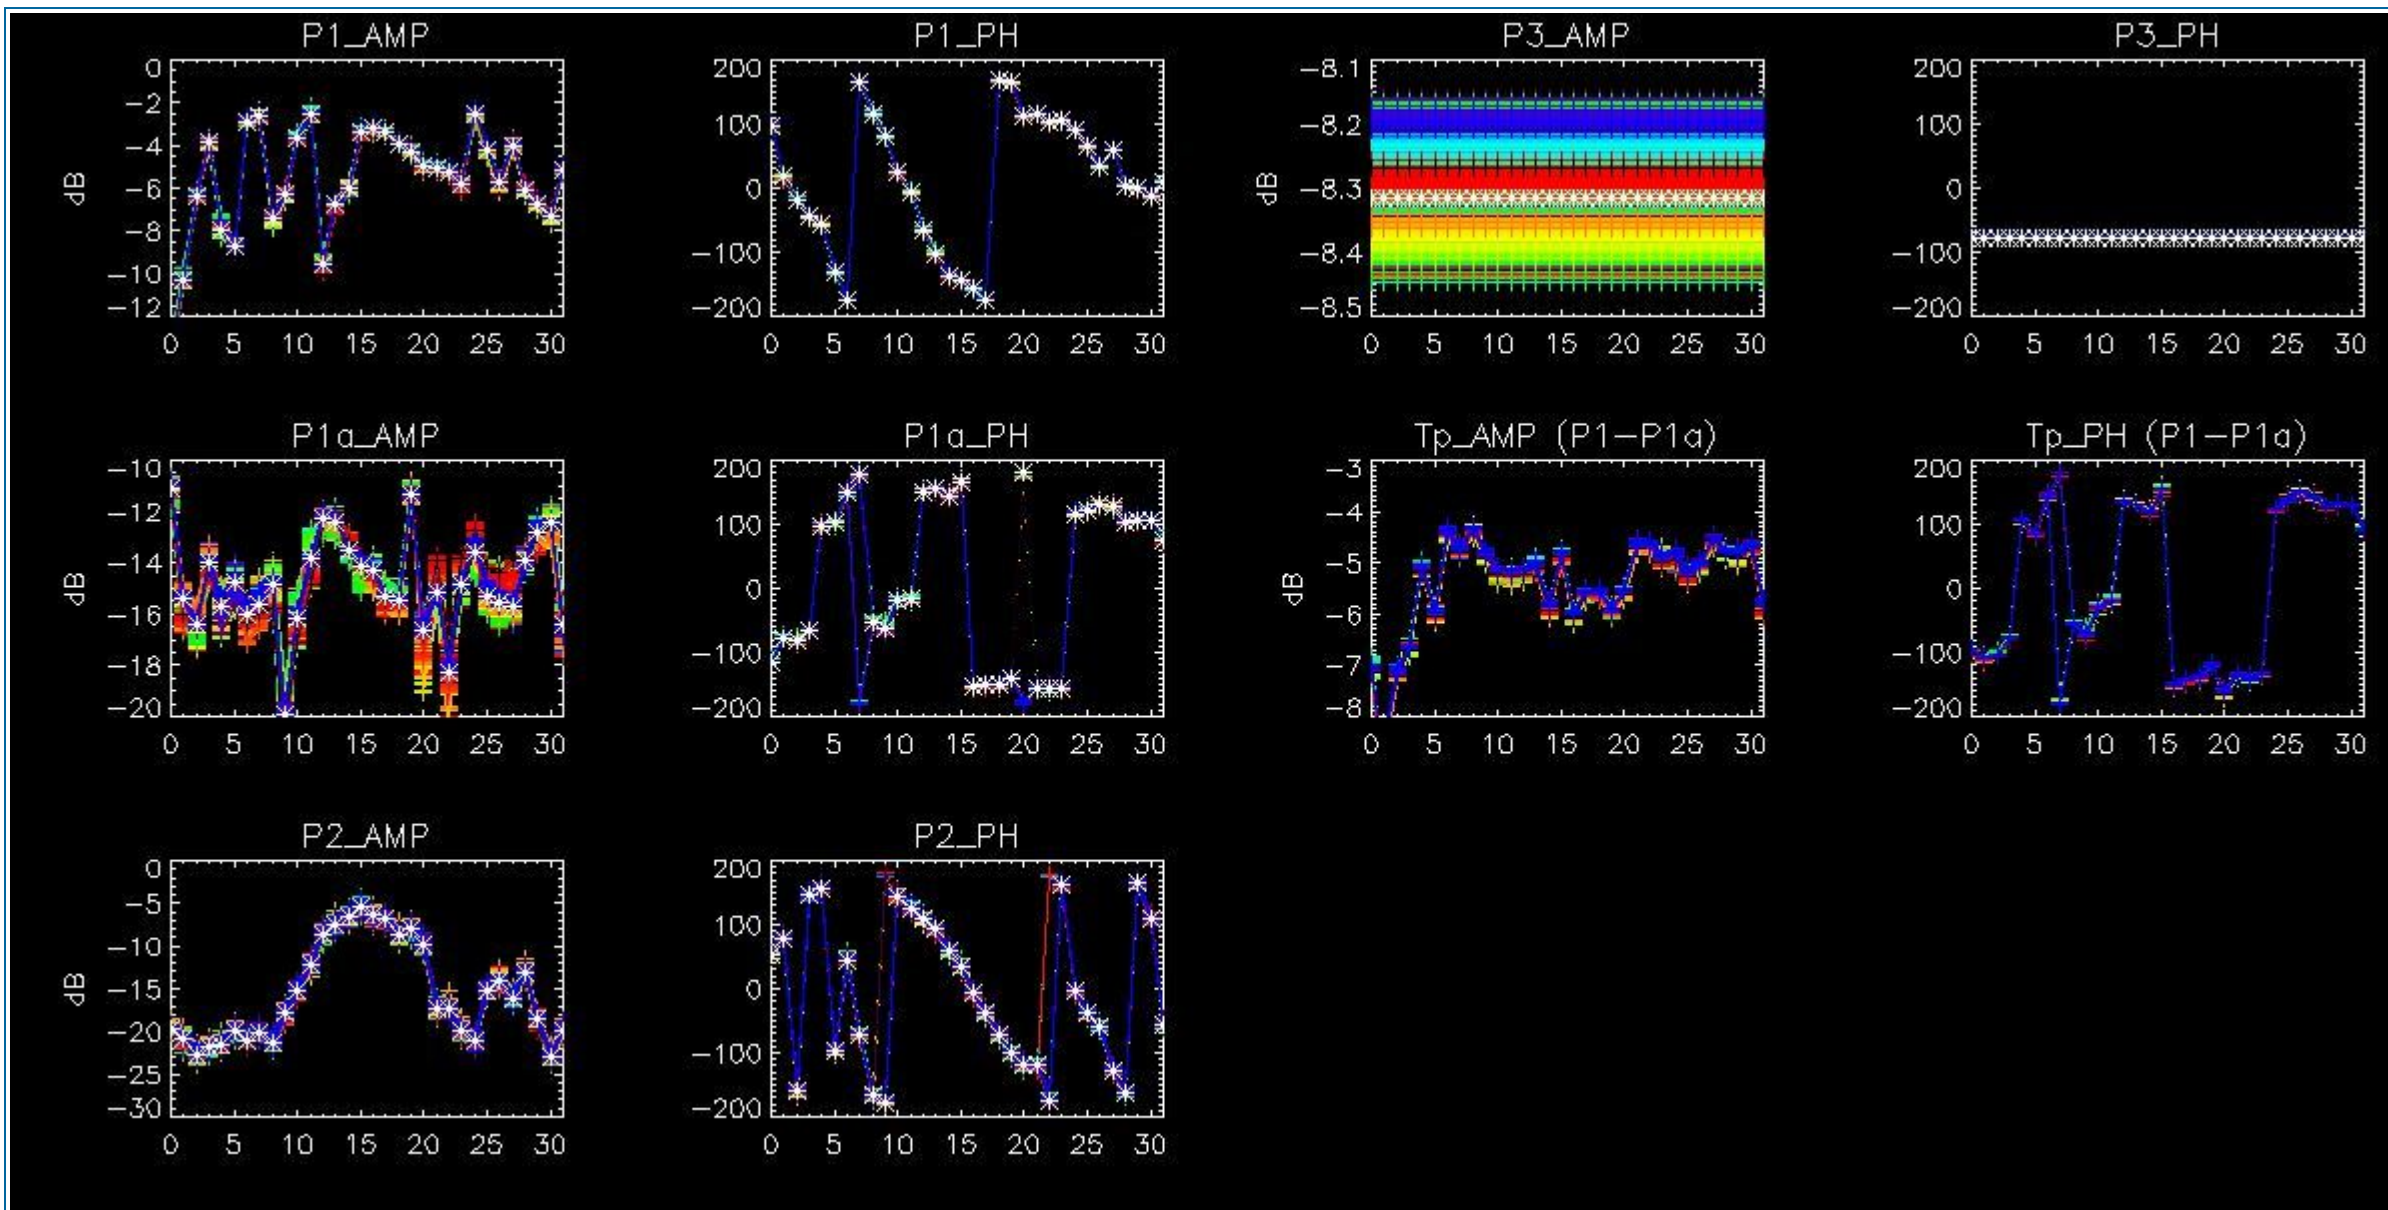 P1_AMP
P1_PH
P3_AMP
P3_PH
0
−2
−4
−6
−8
−10
−12
dB
0 5 10 15 20 25 30
200
100
0
−100
−200
0 5 10 15 20 25 30
−8.1
−8.2
−8.3
−8.4
−8.5
dB
0 5 10 15 20 25 30
200
100
0
−100
−200
0 5 10 15 20 25 30
P1a_AMP
P1a_PH
Tp_AMP (P1−P1a)
Tp_PH (P1−P1a)
−10
−12
−14
−16
−18
−20
dB
0 5 10 15 20 25 30
200
100
0
−100
−200
0 5 10 15 20 25 30
−3
−4
−5
−6
−7
−8
dB
0 5 10 15 20 25 30
200
100
0
−100
−200
0 5 10 15 20 25 30
P2_AMP
P2_PH
0
−5
−10
−15
−20
−25
−30
dB
0 5 10 15 20 25 30
200
100
0
−100
−200
0 5 10 15 20 25 30